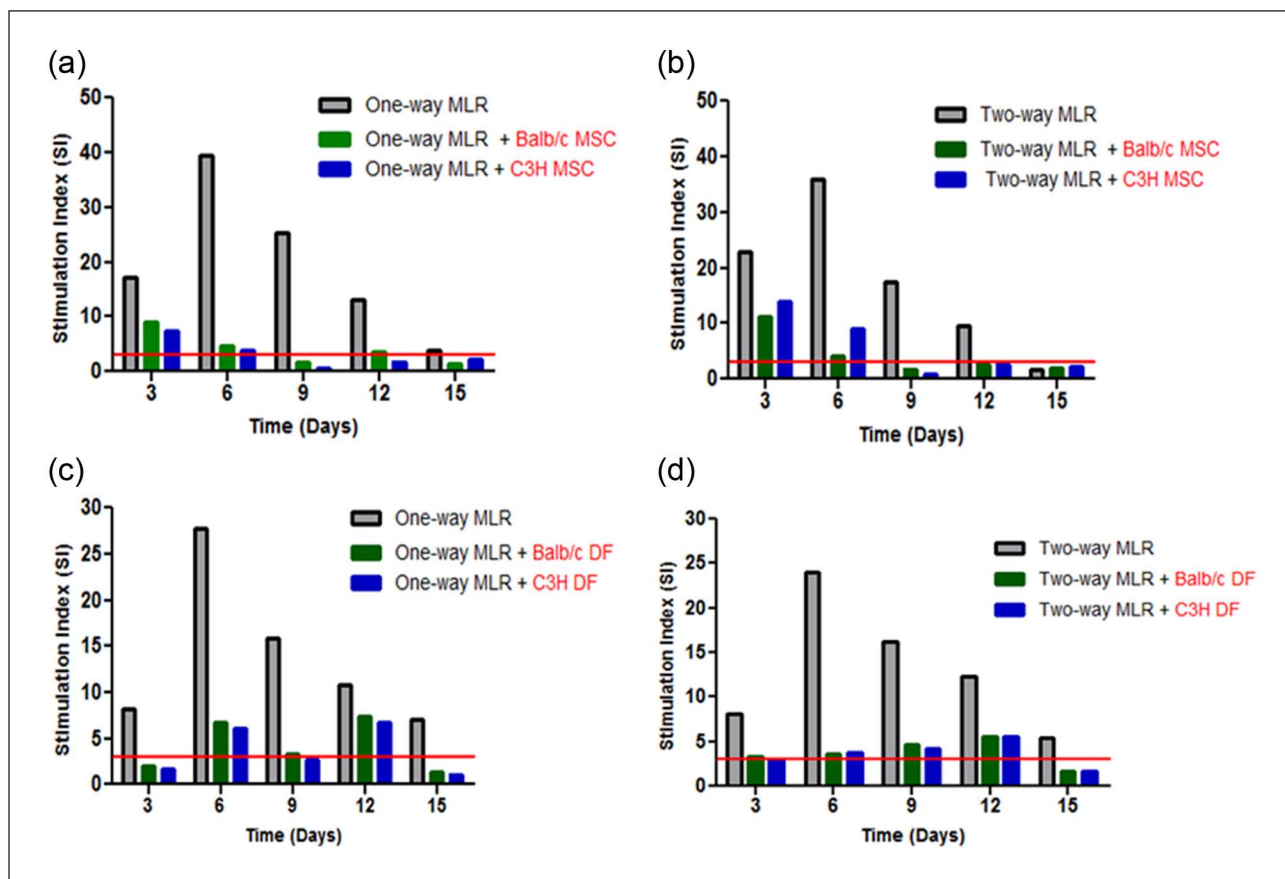 (a)
Stimulation Index (SI)
50
40
30
20
10
0
One-way MLR
One-way MLR + Balb/c MSC
One-way MLR + C3H MSC
3 6 9 12 15
Time (Days)
(b)
Stimulation Index (SI)
50
40
30
20
10
0
Two-way MLR
Two-way MLR + Balb/c MSC
Two-way MLR + C3H MSC
3 6 9 12 15
Time (Days)
(c)
Stimulation Index (SI)
30
25
20
15
10
5
0
One-way MLR
One-way MLR + Balb/c DF
One-way MLR + C3H DF
3 6 9 12 15
Time (Days)
(d)
Stimulation Index (SI)
30
25
20
15
10
5
0
Two-way MLR
Two-way MLR + Balb/c DF
Two-way MLR + C3H DF
3 6 9 12 15
Time (Days)